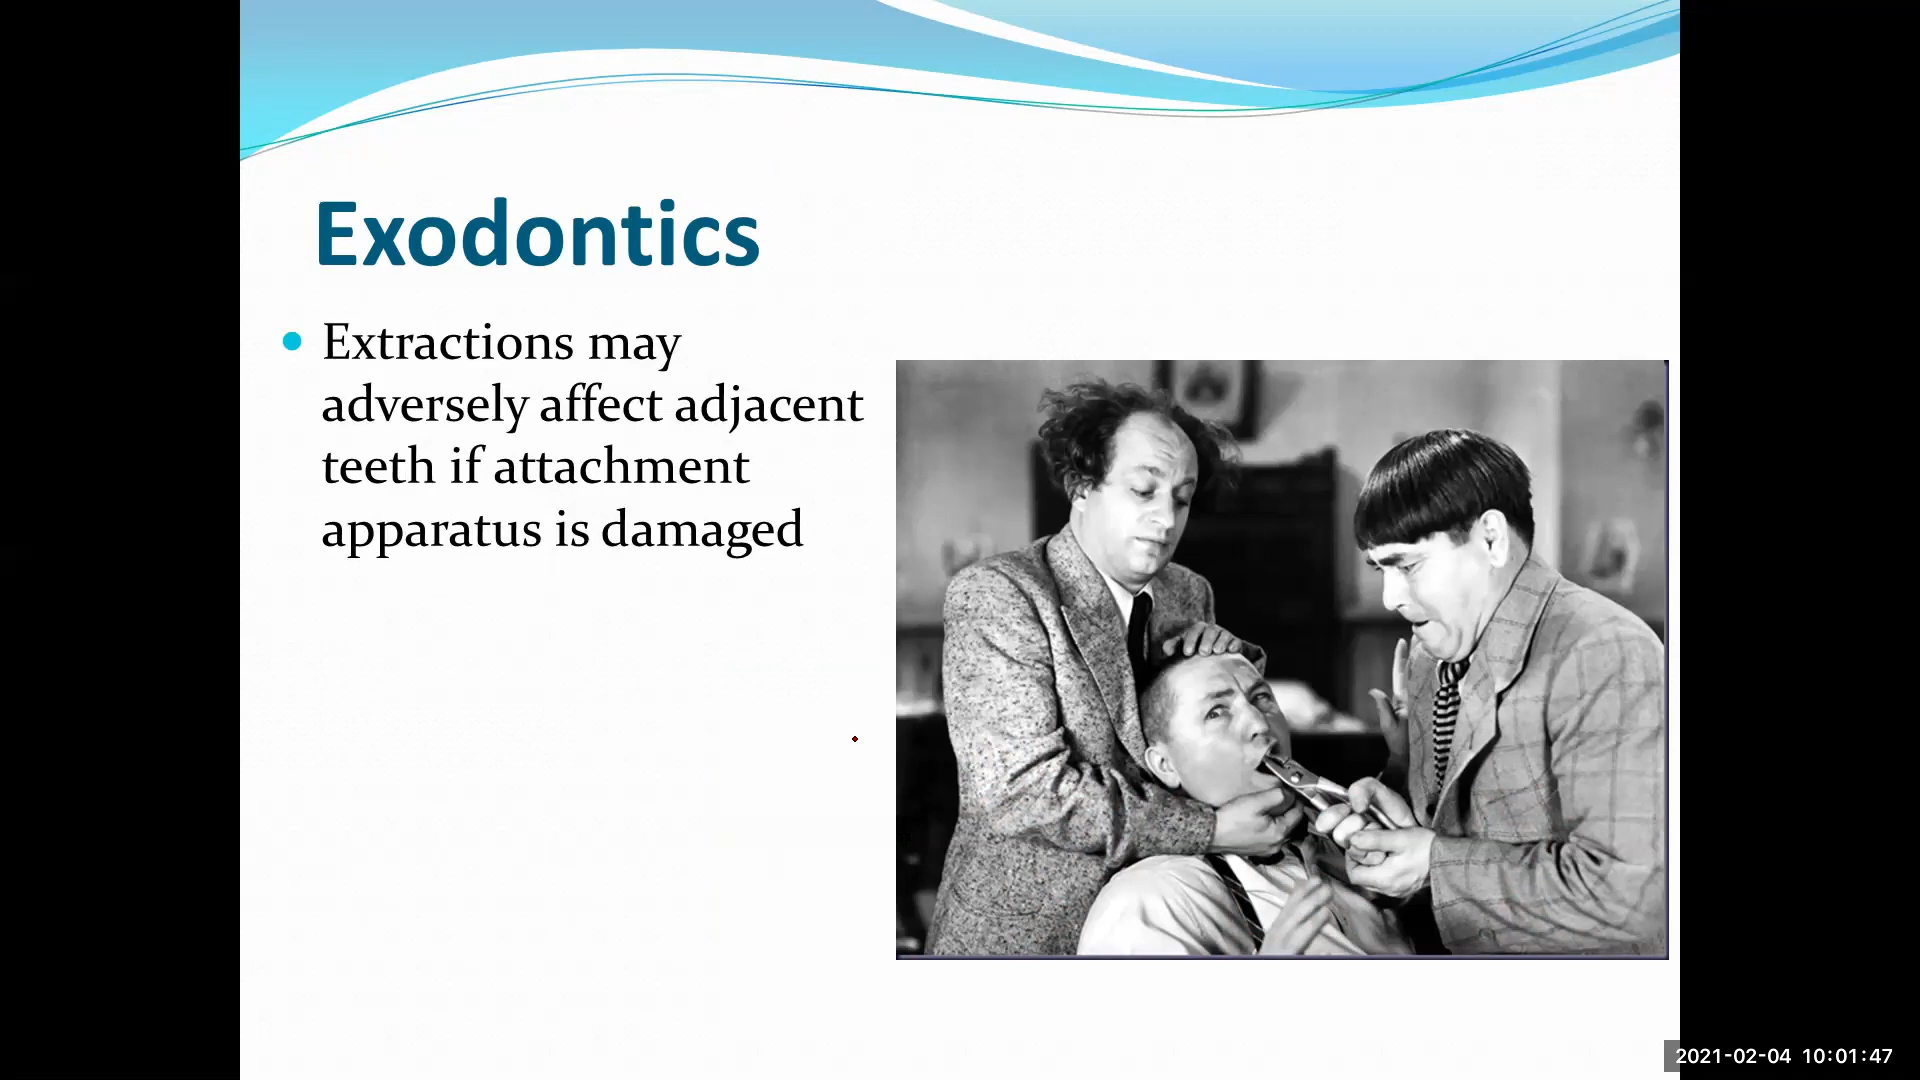 Exodontics
Extractions may
adversely affect adjacent
teeth if attachment
apparatus is damaged
2021-02-04 10:01:47